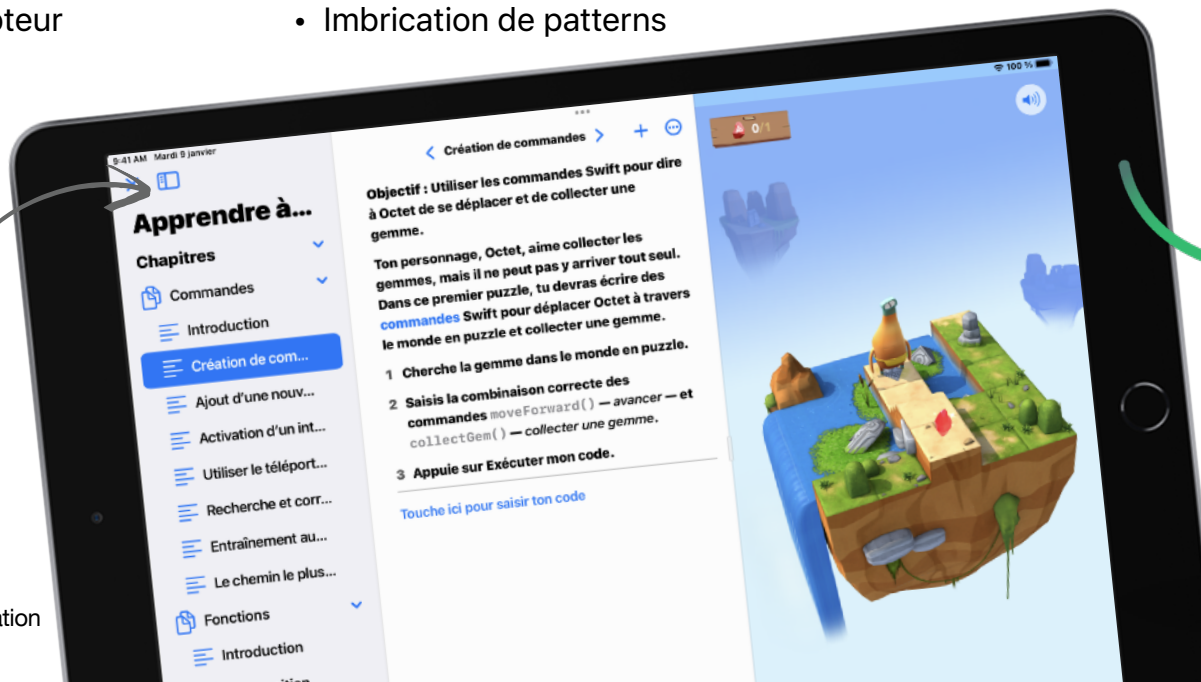 • Imbrication de patterns
9:41 AM Mardi 9 janvier
100 %
Apprendre à...
Chapitres
Commandes
Introduction
Création de com...
Ajout d'une nouv...
Activation d'un int...
Utiliser le téléport...
Recherche et corr...
Entraînement au...
Le chemin le plus...
Fonctions
Introduction
Création de commandes
Objectif : Utiliser les commandes Swift pour dire
à Octet de se déplacer et de collecter une
gemme.
Ton personnage, Octet, aime collecter les
gemmes, mais il ne peut pas y arriver tout seul.
Dans ce premier puzzle, tu devras écrire des
commandes Swift pour déplacer Octet à travers
le monde en puzzle et collecter une gemme.
1 Cherche la gemme dans le monde en puzzle.
2 Saisis la combinaison correcte des
commandes moveForward() — avancer — et
collectGem() — collecter une gemme.
3 Appuie sur Exécuter mon code.
Touche ici pour saisir ton code
0/1